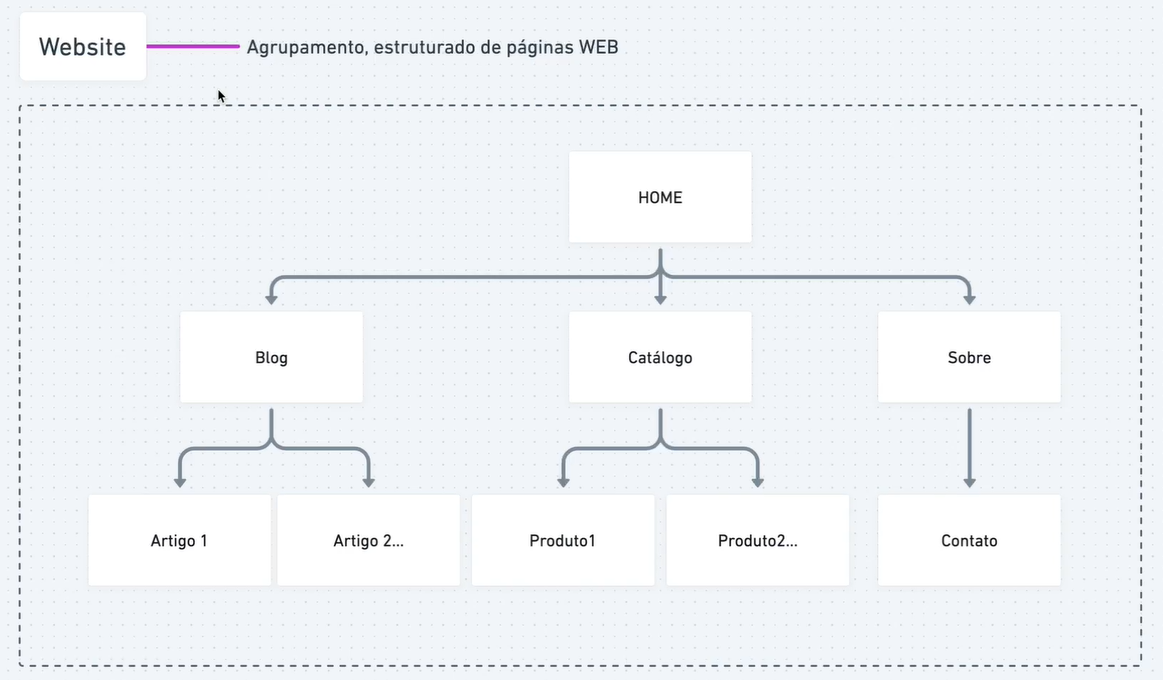 Website
Agrupamento, estruturado de páginas WEB
HOME
Blog
Catálogo
Sobre
Artigo 1
Artigo 2...
Produto1
Produto2...
Contato